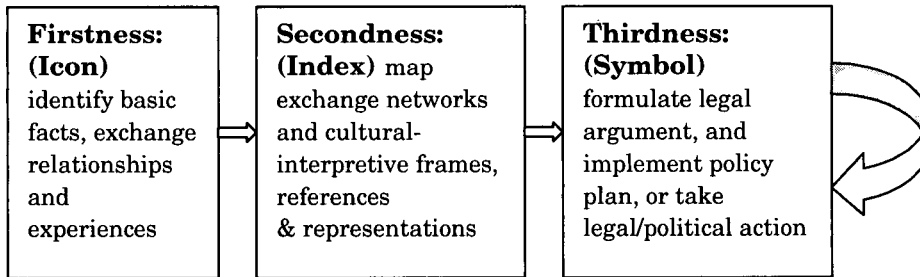 Firstness:
(Icon)
identify basic
facts, exchange
relationships
and
experiences
Secondness:
(Index) map
exchange networks
and cultural-
interpretive frames,
references
& representations
Thirdness:
(Symbol)
formulate legal
argument, and
implement policy
plan, or take
legal/political action